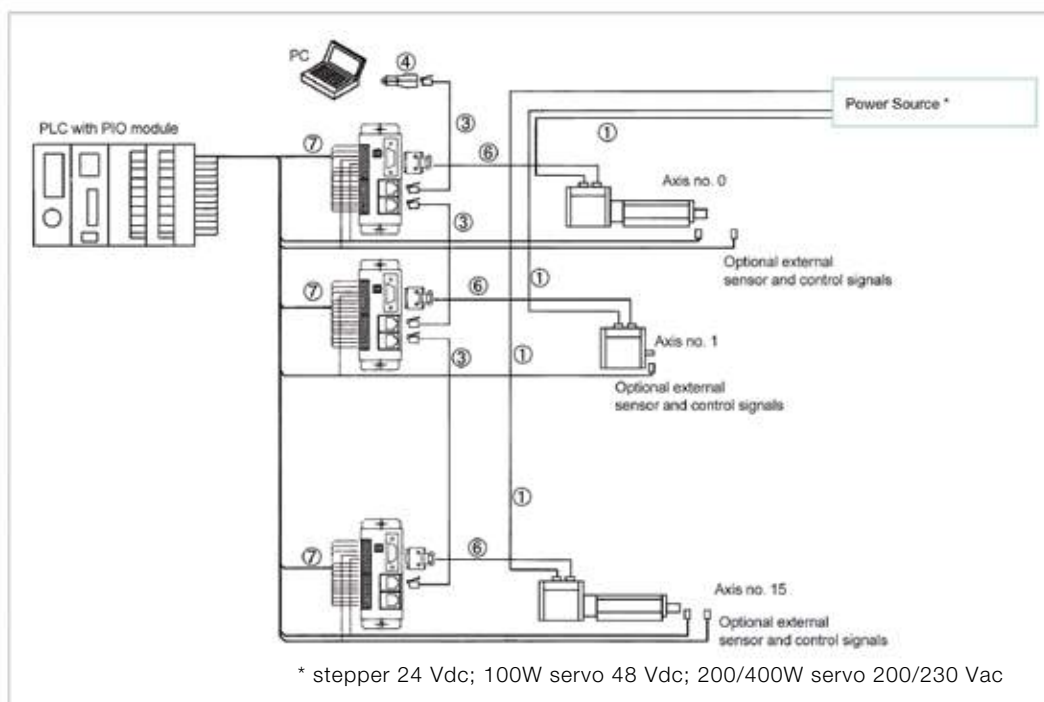 PC
④
Power Source *
③
①
PLC with PIO module
⑦
⑥
Axis no. 0
③
Optional external
sensor and control signals
⑦
⑥
①
Axis no. 1
③
①
Optional external
sensor and control signals
①
⑦
⑥
Axis no. 15
Optional external
sensor and control signals
* stepper 24 Vdc; 100W servo 48 Vdc; 200/400W servo 200/230 Vac